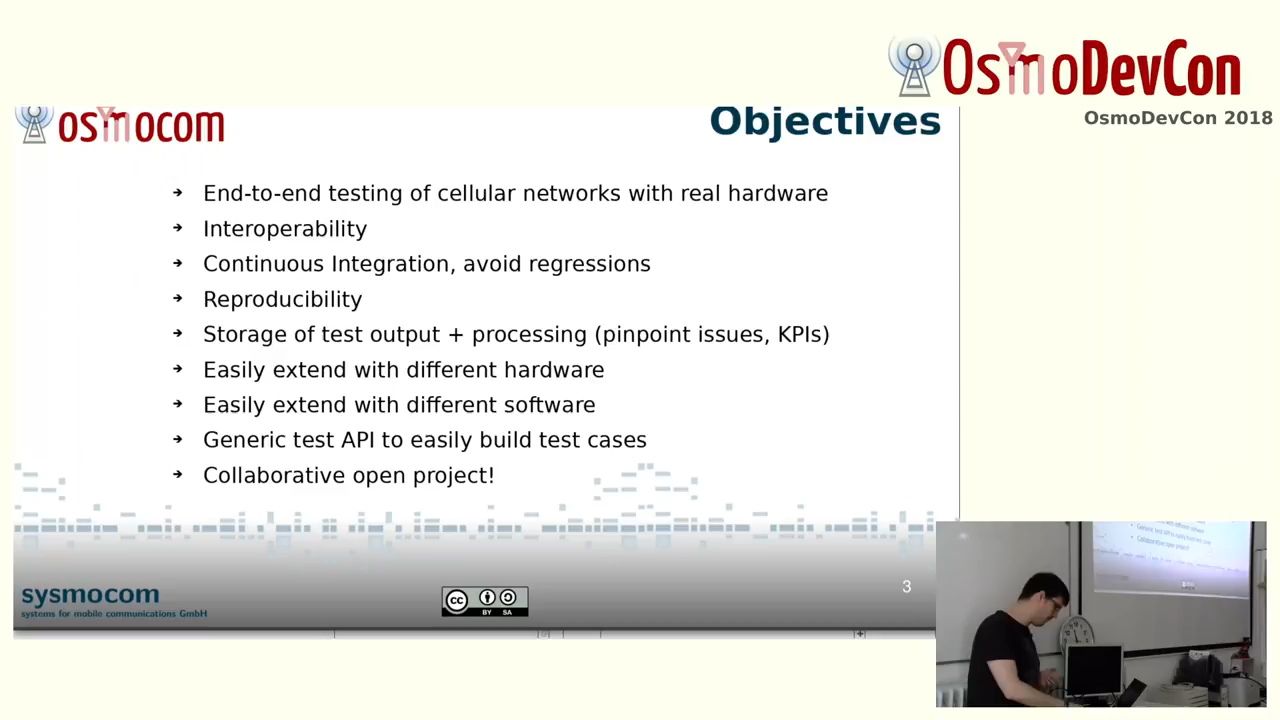 OsmoDevCon
OsmoDevCon 2018
osmocom
Objectives
End-to-end testing of cellular networks with real hardware
Interoperability
Continuous Integration, avoid regressions
Reproducibility
Storage of test output + processing (pinpoint issues, KPIs)
Easily extend with different hardware
Easily extend with different software
Generic test API to easily build test cases
Collaborative open project!
sysmocom
systems for mobile communications GmbH
cc
BY SA
3